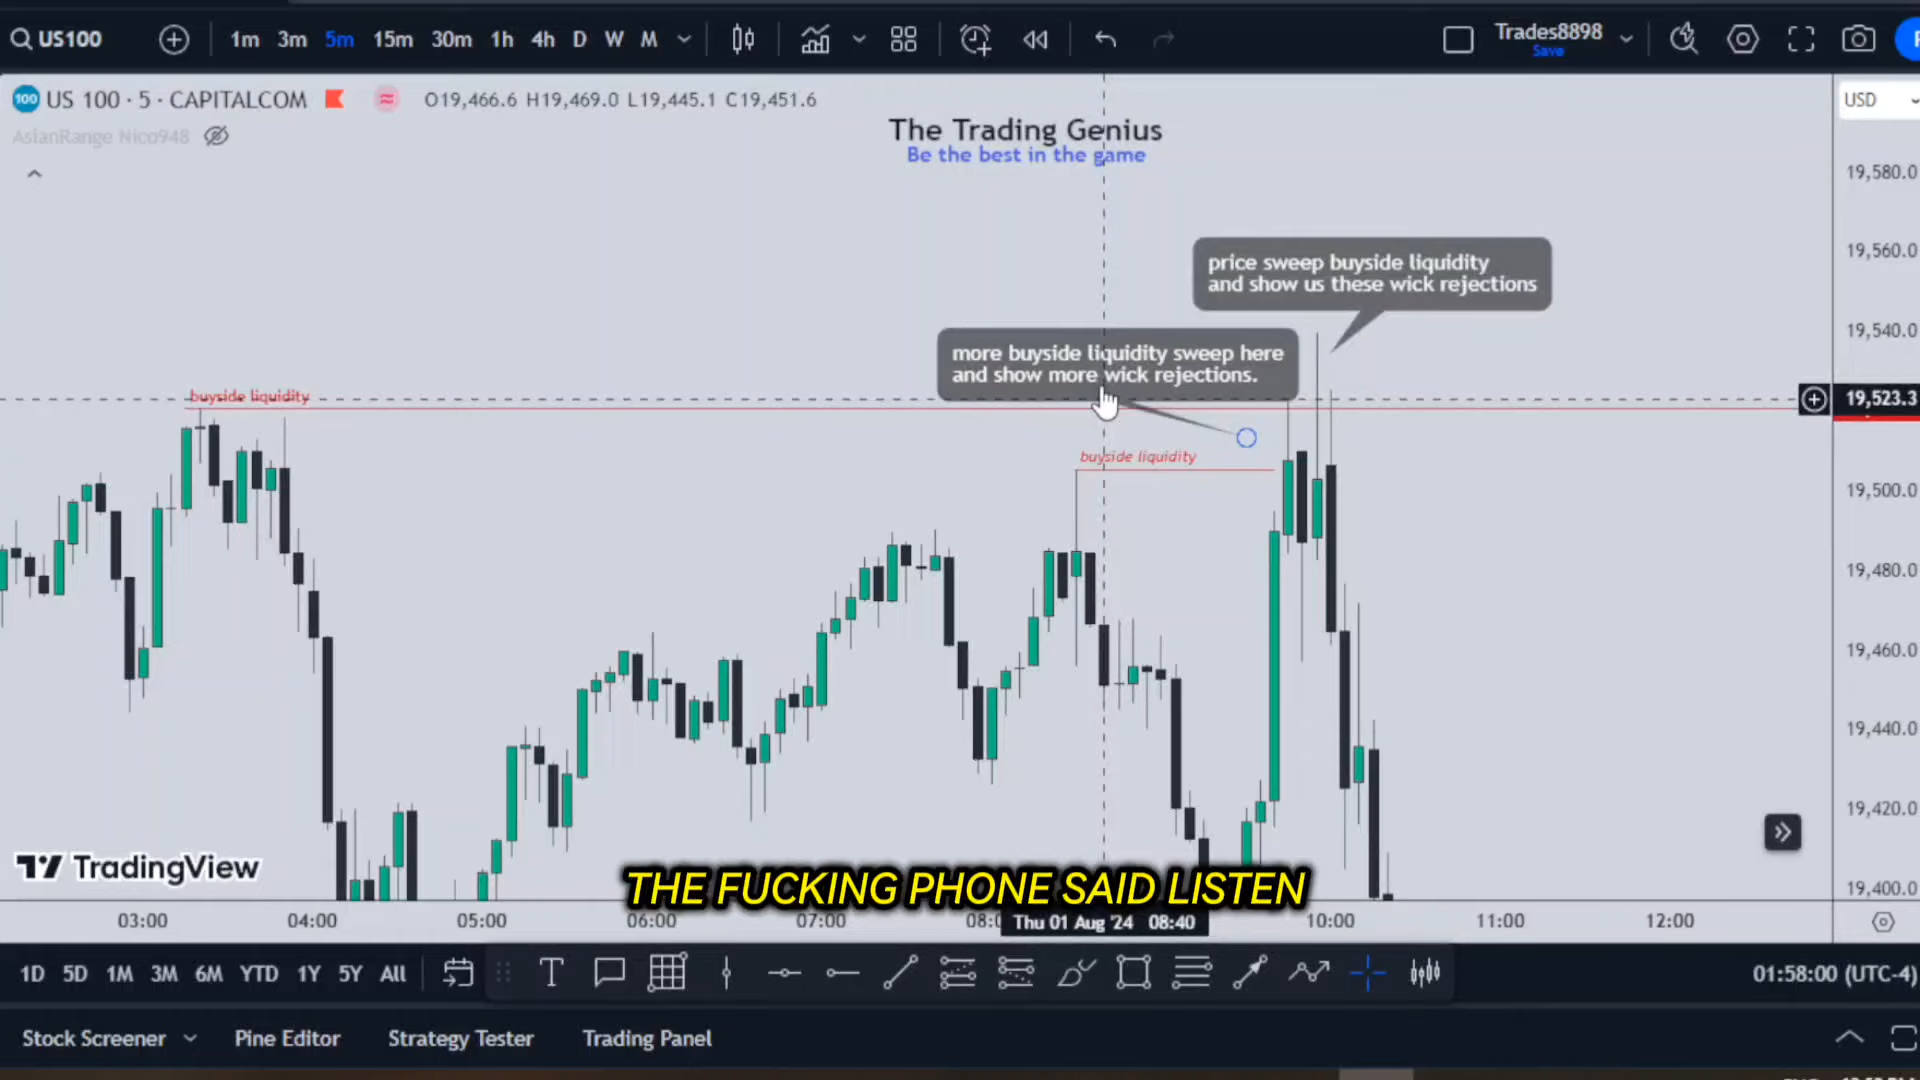 US100
1m 3m 5m 15m 30m 1h 4h D W M
Trades8898
Save
100 US 100 · 5 · CAPITALCOM O19,466.6 H19,469.0 L19,445.1 C19,451.6
USD
AsianRange Nico948
The Trading Genius
Be the best in the game
19,580.0
19,560.0
price sweep buyside liquidity
and show us these wick rejections
19,540.0
more buyside liquidity sweep here
and show more wick rejections.
buyside liquidity
19,523.3
buyside liquidity
19,500.0
19,480.0
19,460.0
19,440.0
19,420.0
TradingView
THE FUCKING PHONE SAID LISTEN
19,400.0
03:00 04:00 05:00 06:00 07:00 Thu 01 Aug '24 08:40 10:00 11:00 12:00
1D 5D 1M 3M 6M YTD 1Y 5Y All
01:58:00 (UTC-4)
Stock Screener Pine Editor Strategy Tester Trading Panel